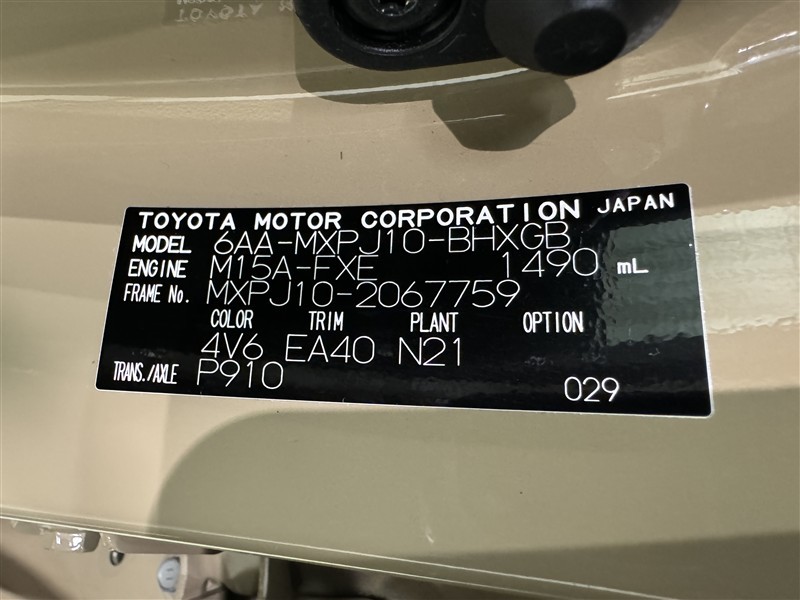 TOYOTA MOTOR CORPORATION JAPAN
MODEL 6AA-MXPJ10-BHXGB
ENGINE M15A-FXE 1490 mL
FRAME No. MXPJ10-2067759
COLOR TRIM PLANT OPTION
4V6 EA40 N21
TRANS./AXLE P910 029